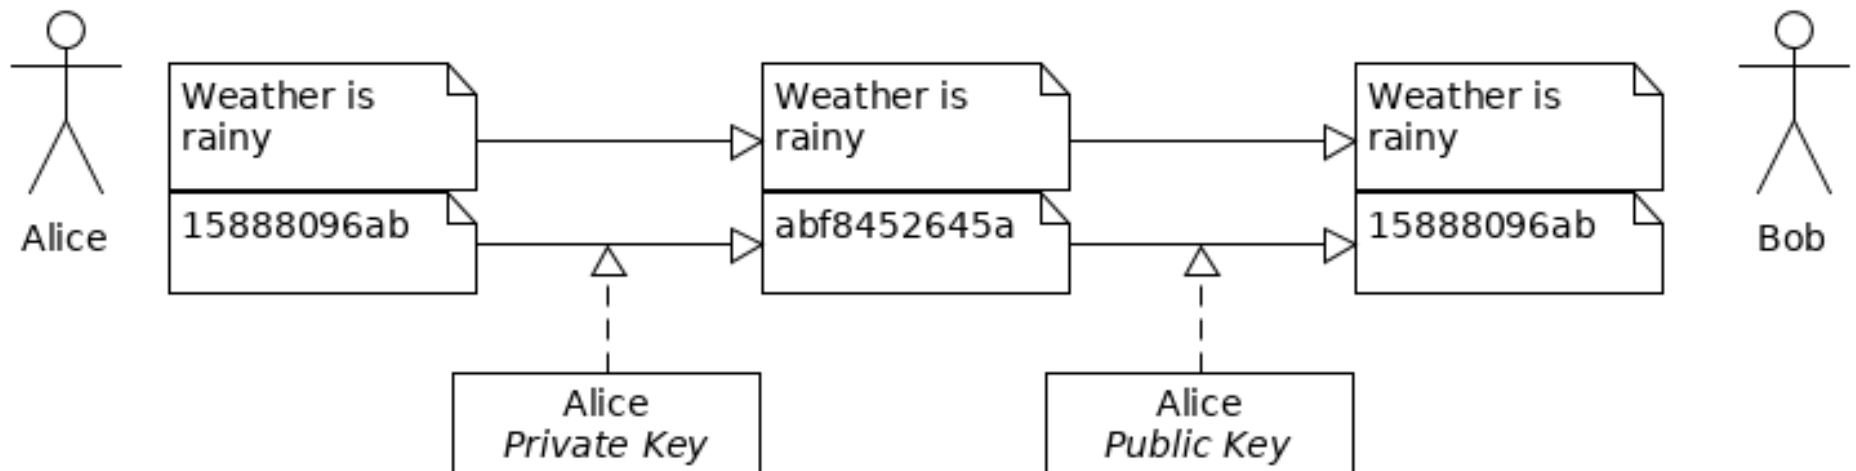 Weather is
rainy
Weather is
rainy
Weather is
rainy
15888096ab
abf8452645a
15888096ab
Alice
Bob
Alice
Private Key
Alice
Public Key